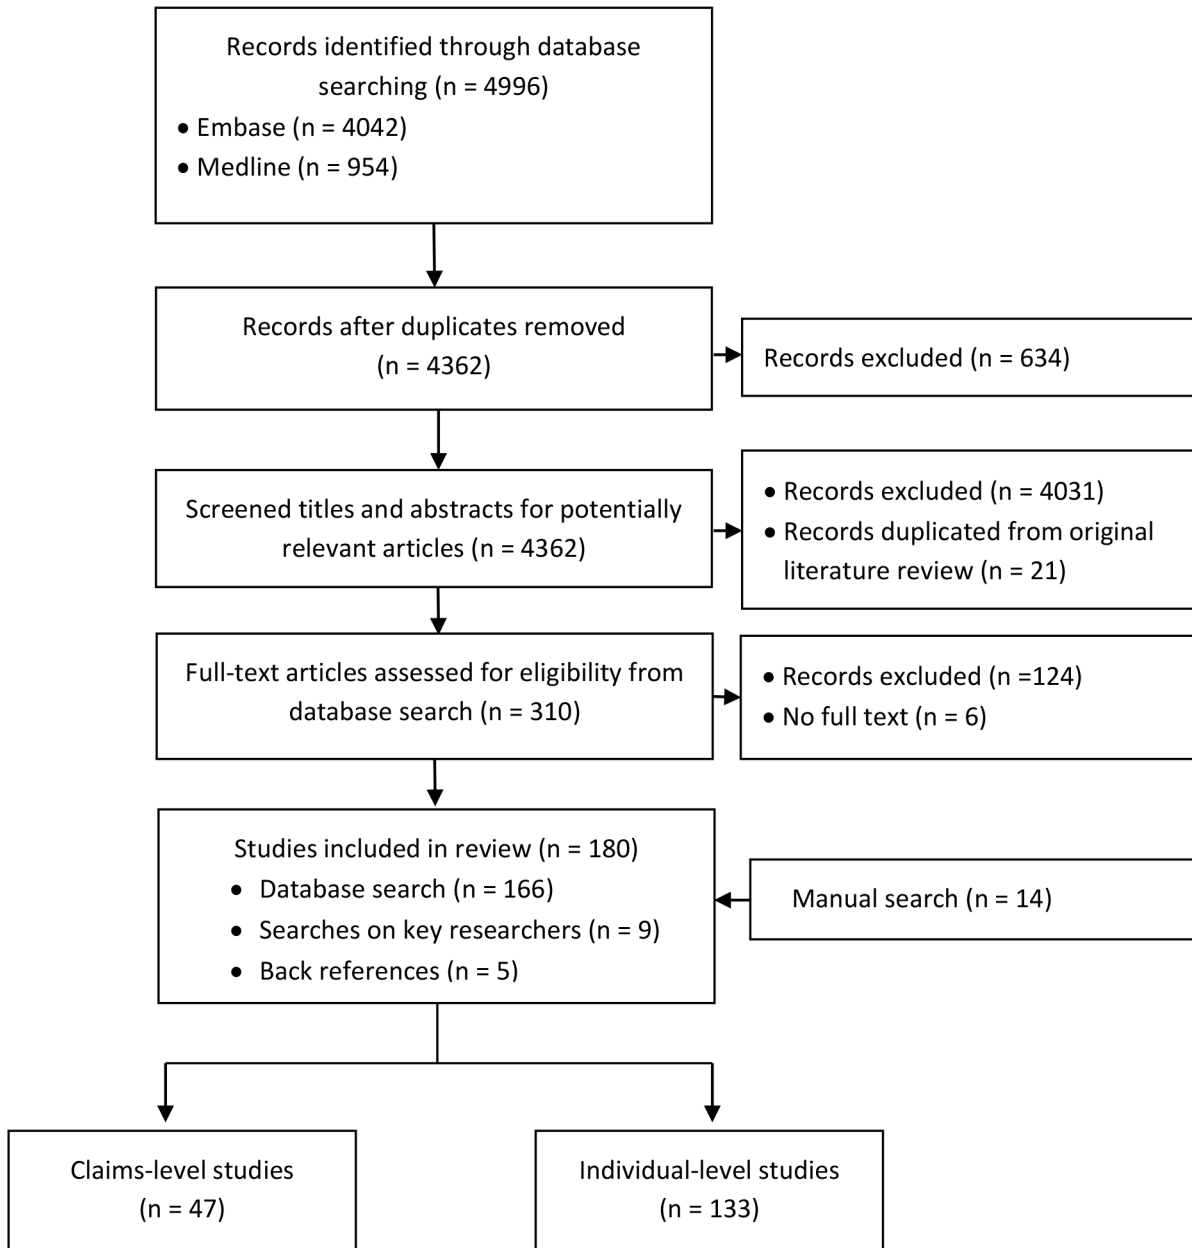 Records identified through database
searching (n = 4996)
• Embase (n = 4042)
• Medline (n = 954)
Records after duplicates removed
(n = 4362)
Records excluded (n = 634)
Screened titles and abstracts for potentially
relevant articles (n = 4362)
• Records excluded (n = 4031)
• Records duplicated from original
literature review (n = 21)
Full-text articles assessed for eligibility from
database search (n = 310)
• Records excluded (n =124)
• No full text (n = 6)
Studies included in review (n = 180)
• Database search (n = 166)
• Searches on key researchers (n = 9)
• Back references (n = 5)
Manual search (n = 14)
Claims-level studies
(n = 47)
Individual-level studies
(n = 133)